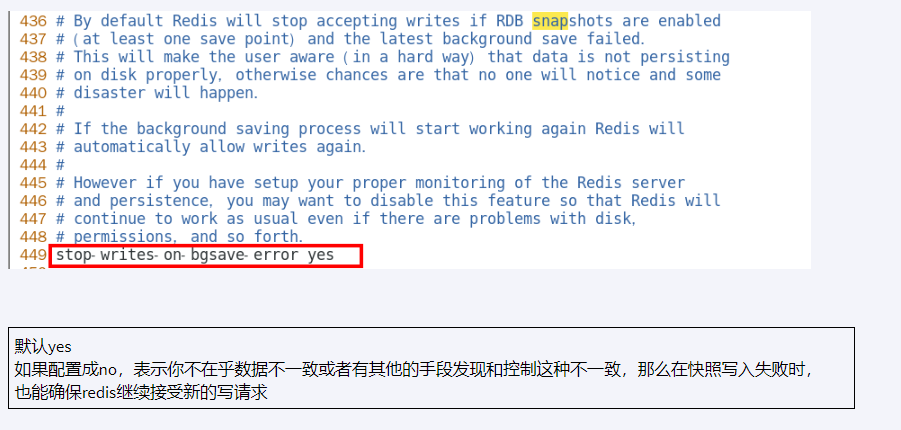 436 # By default Redis will stop accepting writes if RDB snapshots are enabled
437 # (at least one save point) and the latest background save failed.
438 # This will make the user aware (in a hard way) that data is not persisting
439 # on disk properly, otherwise chances are that no one will notice and some
440 # disaster will happen.
441 #
442 # If the background saving process will start working again Redis will
443 # automatically allow writes again.
444 #
445 # However if you have setup your proper monitoring of the Redis server
446 # and persistence, you may want to disable this feature so that Redis will
447 # continue to work as usual even if there are problems with disk,
448 # permissions, and so forth.
449 stop-writes-on-bgsave-error yes
默认yes
如果配置成no，表示你不在乎数据不一致或者有其他的手段发现和控制这种不一致，那么在快照写入失败时，
也能确保redis继续接受新的写请求